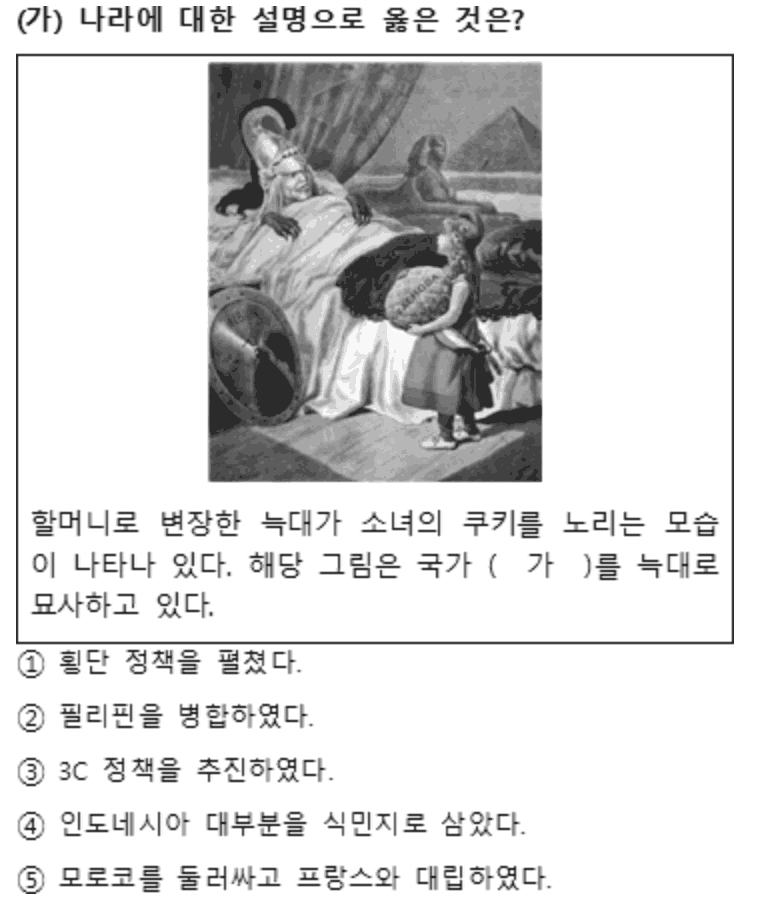 (가) 나라에 대한 설명으로 옳은 것은?
할머니로 변장한 늑대가 소녀의 쿠키를 노리는 모습
이 나타나 있다. 해당 그림은 국가 ( 가 )를 늑대로
묘사하고 있다.
① 횡단 정책을 펼쳤다.
② 필리핀을 병합하였다.
③ 3C 정책을 추진하였다.
④ 인도네시아 대부분을 식민지로 삼았다.
⑤ 모로코를 둘러싸고 프랑스와 대립하였다.